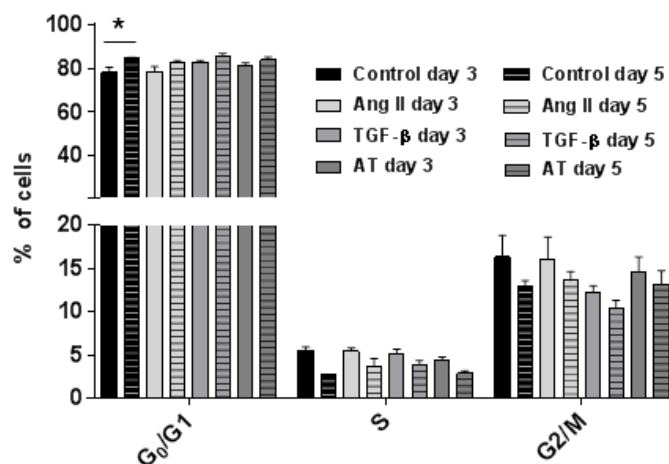 *
100
80
60
40
20
15
10
5
0
% of cells
Control day 3
Control day 5
Ang II day 3
Ang II day 5
TGF-β day 3
TGF-β day 5
AT day 3
AT day 5
G₀/G1
S
G2/M